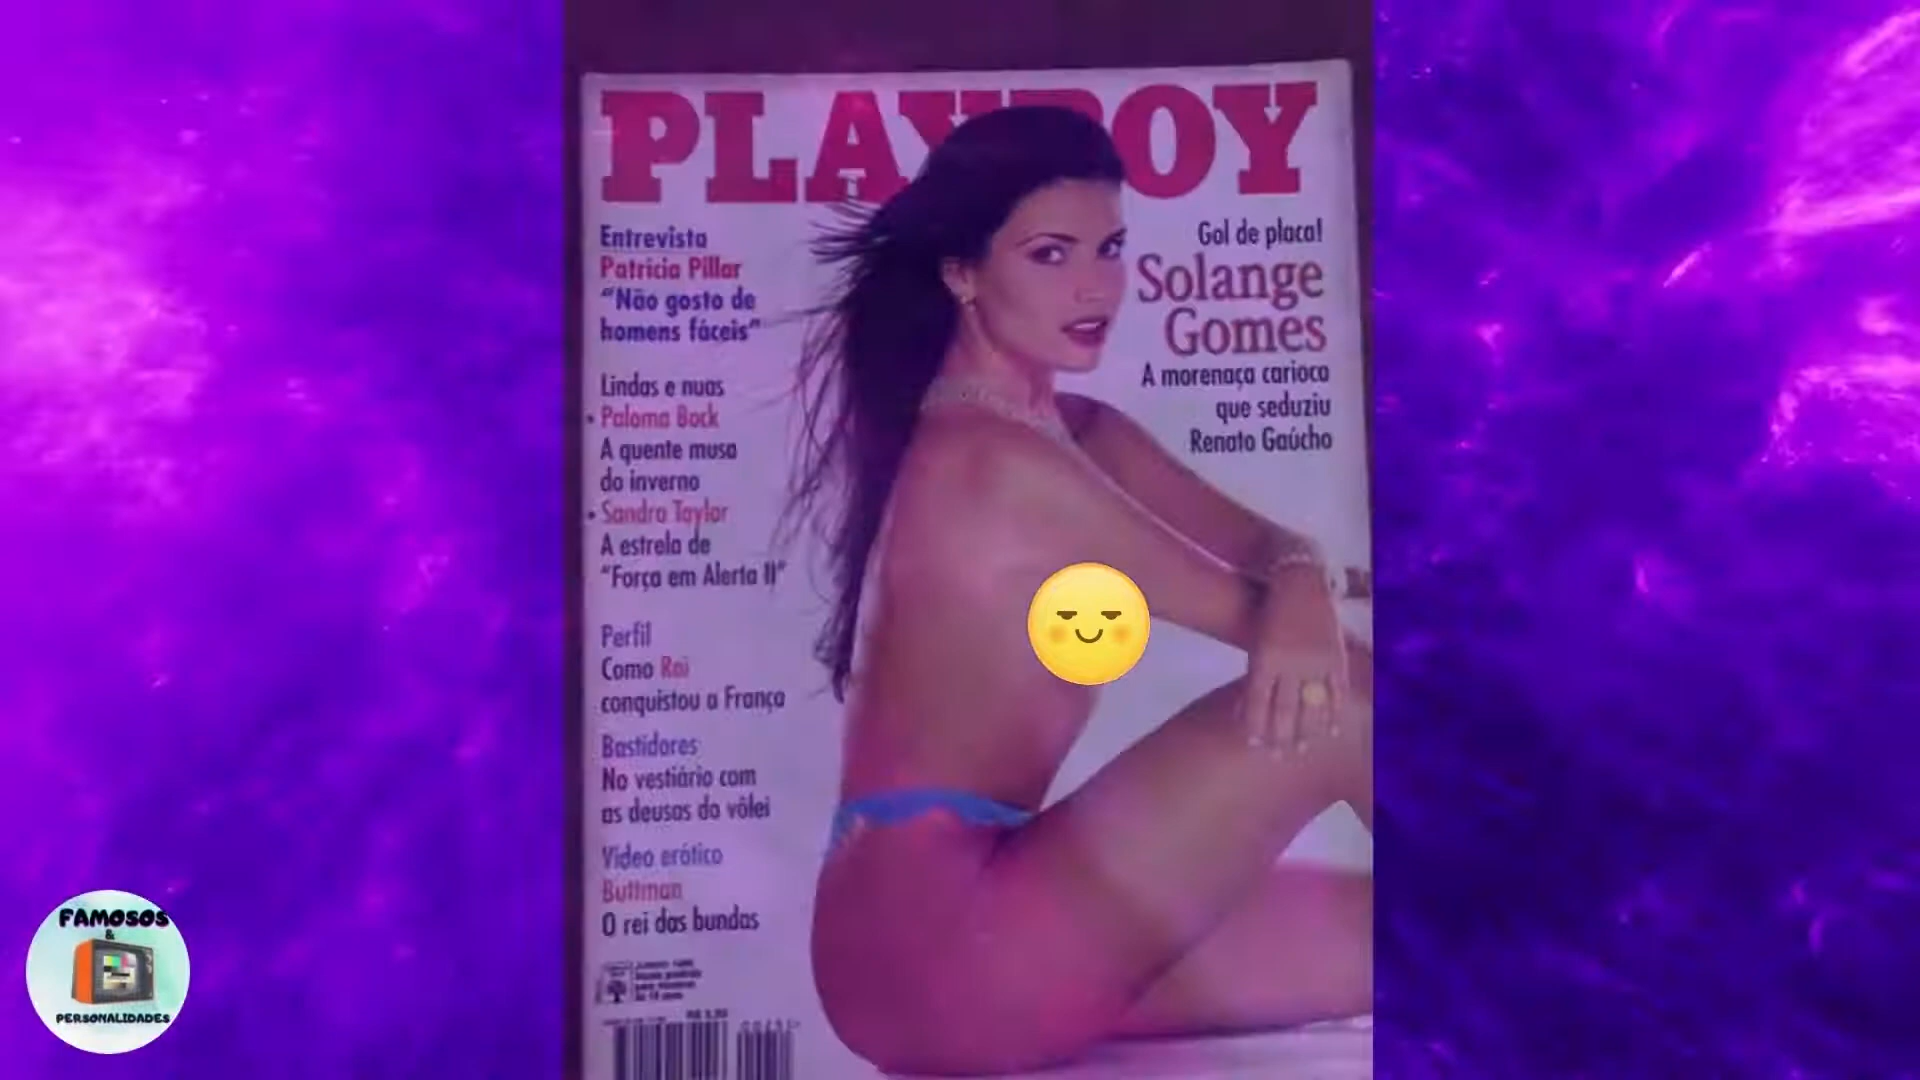 PLAYBOY
Entrevista
Patricia Pillar
"Não gosto de
homens fáceis"
Lindas e nuas
• Paloma Bock
A quente musa
do inverno
• Sandra Taylor
A estrela de
"Força em Alerta II"
Perfil
Como Raí
conquistou a França
Bastidores
No vestiário com
as deusas do vôlei
Vídeo erótico
Buttman
O rei das bundas
Gol de placa!
Solange
Gomes
A morenaça carioca
que seduziu
Renato Gaúcho
FAMOSOS
&
PERSONALIDADES